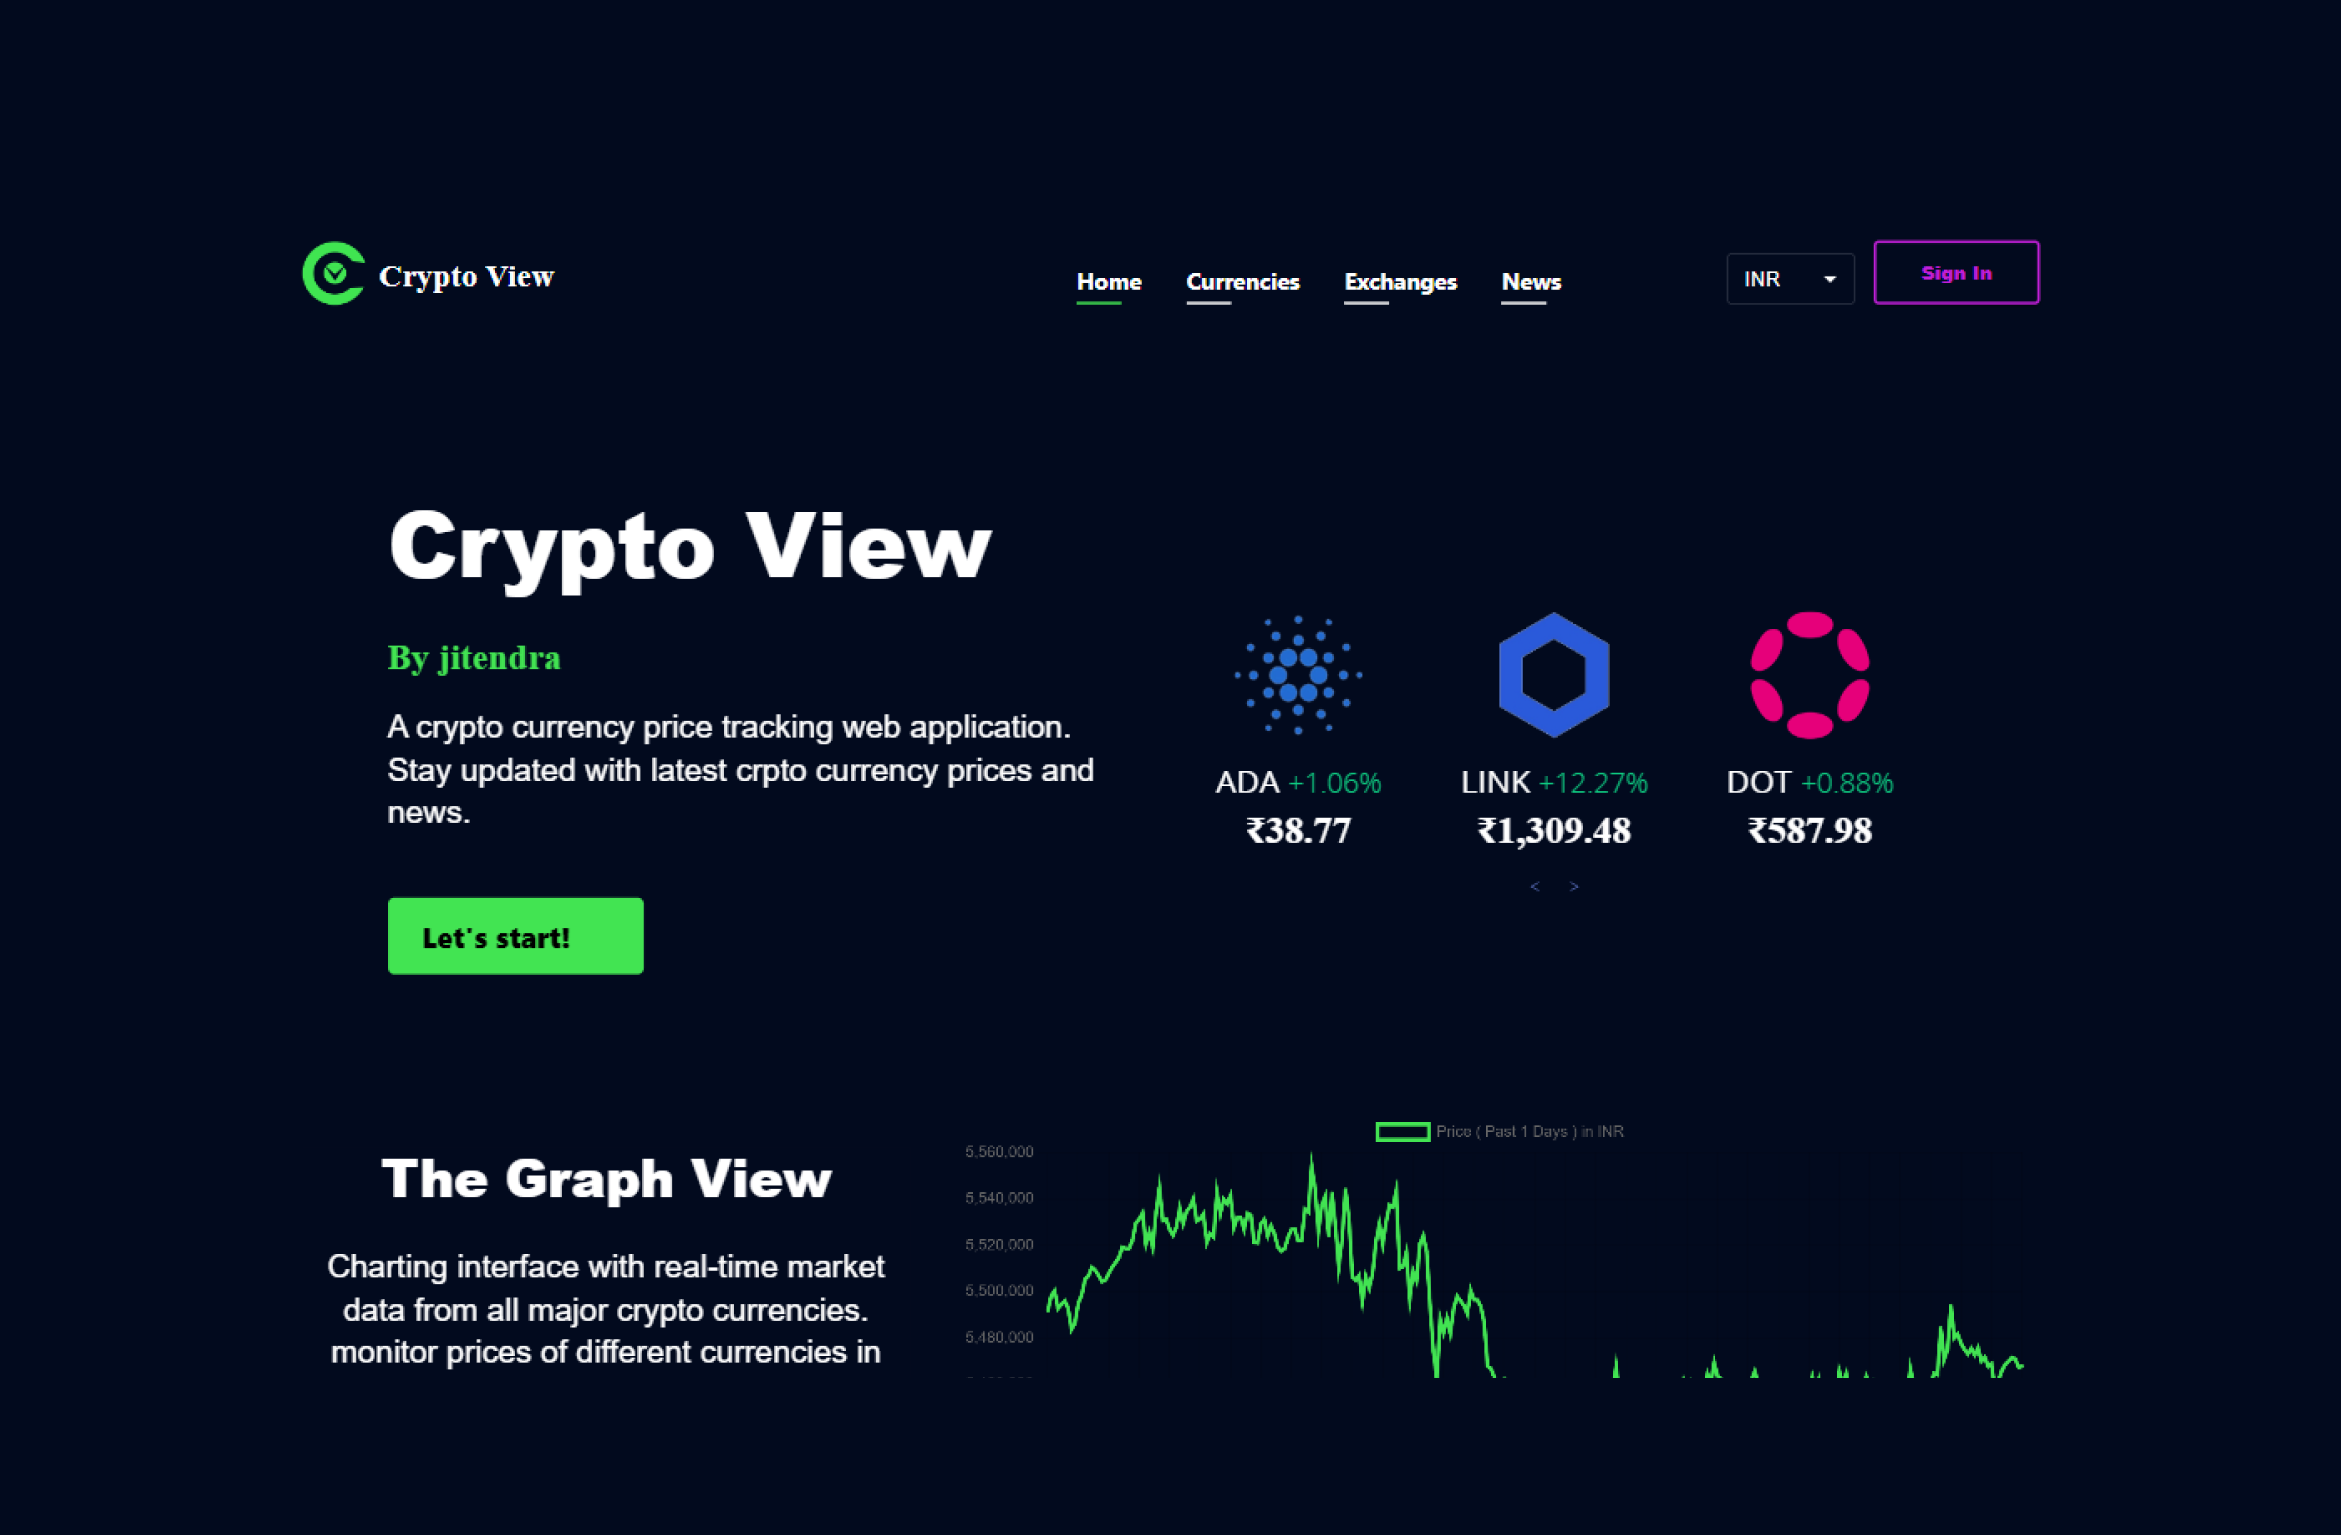 Crypto View
Home Currencies Exchanges News
INR
Sign In
Crypto View
By jitendra
A crypto currency price tracking web application.
Stay updated with latest crpto currency prices and
news.
Let's start!
ADA +1.06%
₹38.77
LINK +12.27%
₹1,309.48
DOT +0.88%
₹587.98
< >
The Graph View
Charting interface with real-time market
data from all major crypto currencies.
monitor prices of different currencies in
Price ( Past 1 Days ) in INR
5,560,000
5,540,000
5,520,000
5,500,000
5,480,000